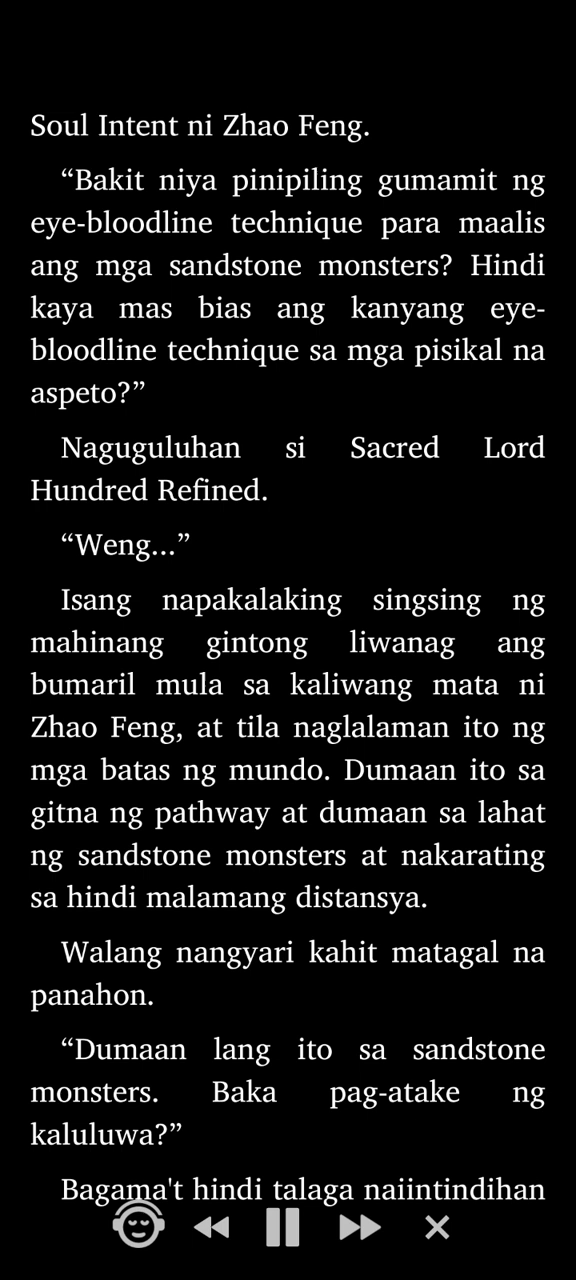 Soul Intent ni Zhao Feng.
“Bakit niya pinipiling gumamit ng
eye-bloodline technique para maalis
ang mga sandstone monsters? Hindi
kaya mas bias ang kanyang eye-
bloodline technique sa mga pisikal na
aspeto?”
Naguguluhan si Sacred Lord
Hundred Refined.
“Weng...”
Isang napakalaking singsing ng
mahinang gintong liwanag ang
bumaril mula sa kaliwang mata ni
Zhao Feng, at tila naglalaman ito ng
mga batas ng mundo. Dumaan ito sa
gitna ng pathway at dumaan sa lahat
ng sandstone monsters at nakarating
sa hindi malamang distansya.
Walang nangyari kahit matagal na
panahon.
“Dumaan lang ito sa sandstone
monsters. Baka pag-atake ng
kaluluwa?”
Bagama't hindi talaga naiintindihan